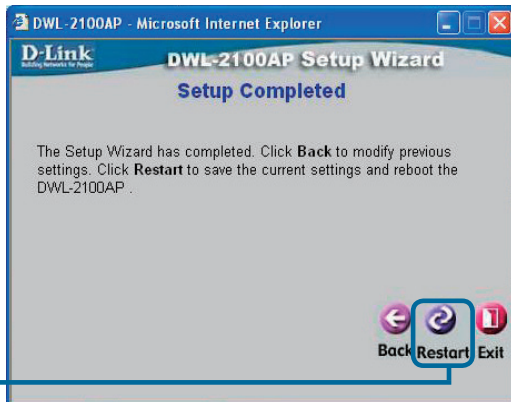 DWL-2100AP - Microsoft Internet Explorer
D-Link
Building Networks for People
DWL-2100AP Setup Wizard
Setup Completed
The Setup Wizard has completed. Click Back to modify previous
settings. Click Restart to save the current settings and reboot the
DWL-2100AP .
Back Restart Exit